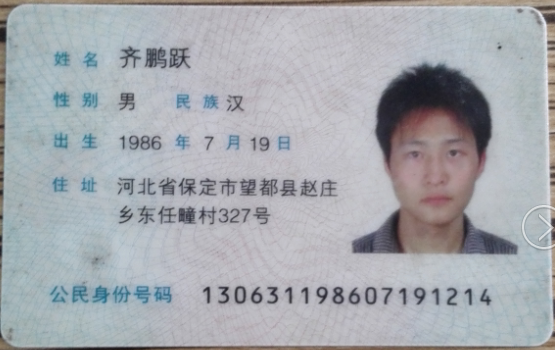 姓名 齐鹏跃
性别 男 民族 汉
出生 1986 年 7 月 19 日
住址 河北省保定市望都县赵庄
乡东任疃村327号
公民身份号码 130631198607191214